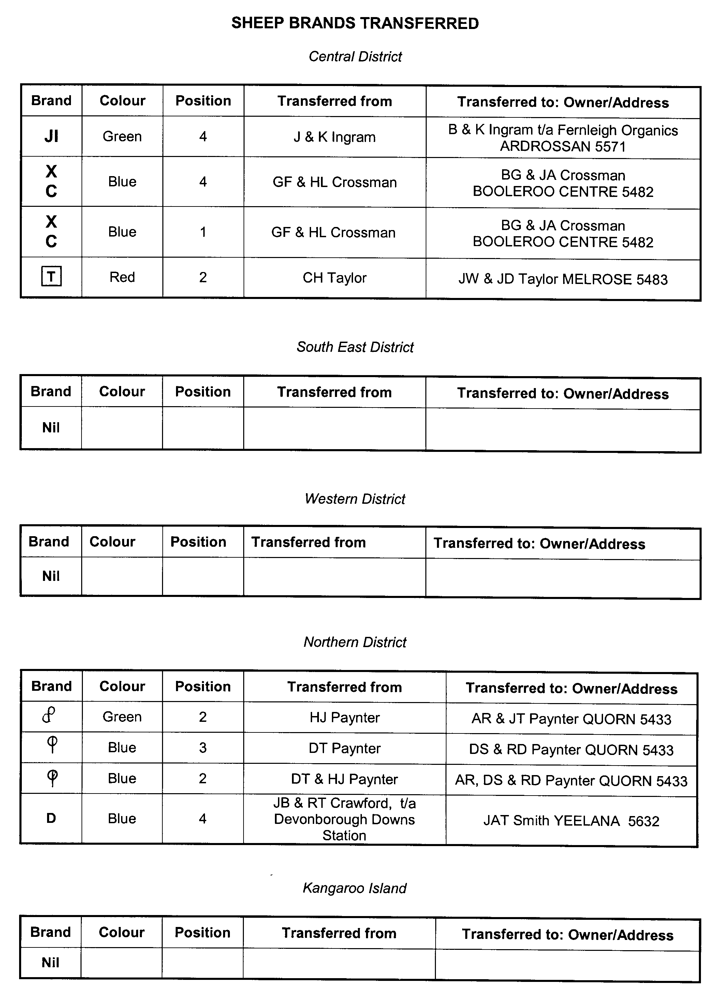 SHEEP BRANDS TRANSFERRED
Central District
Brand Colour Position Transferred from Transferred to: Owner/Address
JI Green 4 J & K Ingram B & K Ingram t/a Fernleigh Organics
ARDROSSAN 5571
X
C Blue 4 GF & HL Crossman BG & JA Crossman
BOOLEROO CENTRE 5482
X
C Blue 1 GF & HL Crossman BG & JA Crossman
BOOLEROO CENTRE 5482
T Red 2 CH Taylor JW & JD Taylor MELROSE 5483
South East District
Brand Colour Position Transferred from Transferred to: Owner/Address
Nil
Western District
Brand Colour Position Transferred from Transferred to: Owner/Address
Nil
Northern District
Brand Colour Position Transferred from Transferred to: Owner/Address
Green 2 HJ Paynter AR & JT Paynter QUORN 5433
Blue 3 DT Paynter DS & RD Paynter QUORN 5433
Blue 2 DT & HJ Paynter AR, DS & RD Paynter QUORN 5433
D Blue 4 JB & RT Crawford, t/a
Devonborough Downs
Station JAT Smith YEELANA 5632
Kangaroo Island
Brand Colour Position Transferred from Transferred to: Owner/Address
Nil